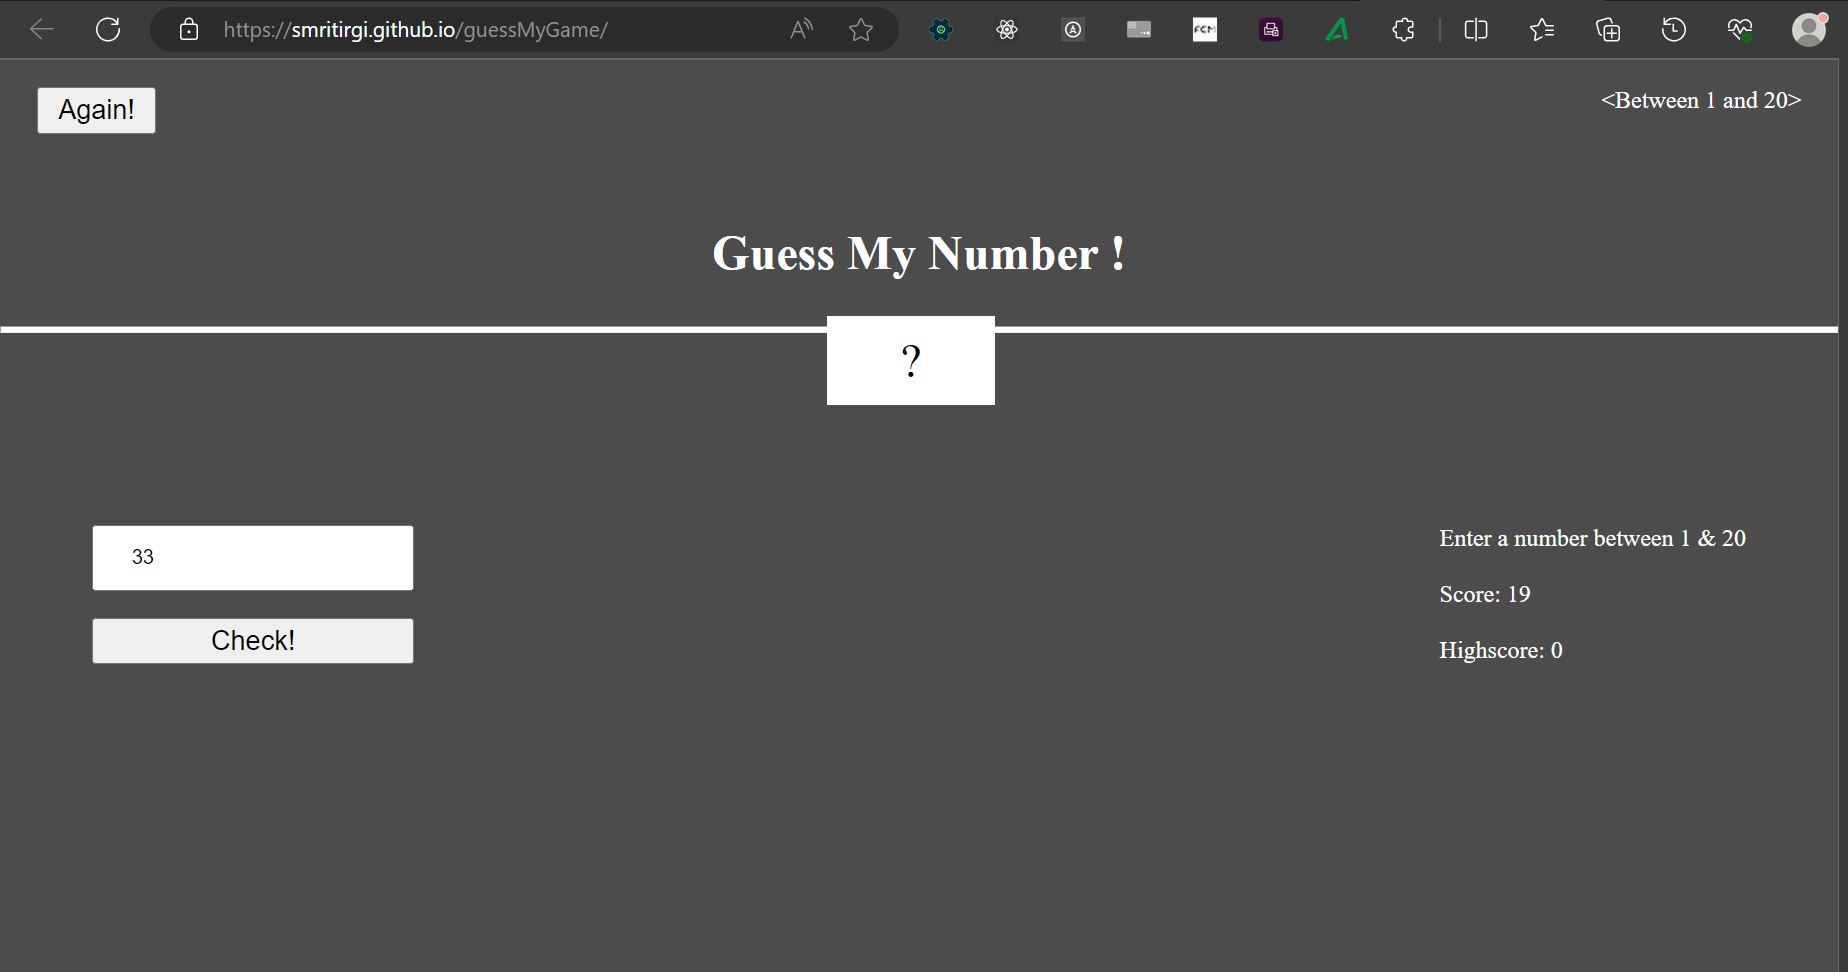 https://smritirgi.github.io/guessMyGame/
FCM
Again!
<Between 1 and 20>
Guess My Number !
?
33
Check!
Enter a number between 1 & 20
Score: 19
Highscore: 0